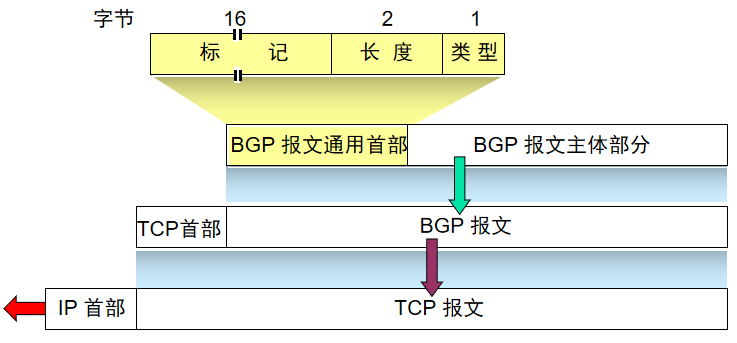 字节 16 2 1
标 记 长 度 类 型
BGP 报文通用首部 BGP 报文主体部分
TCP首部 BGP 报文
IP 首部 TCP 报文